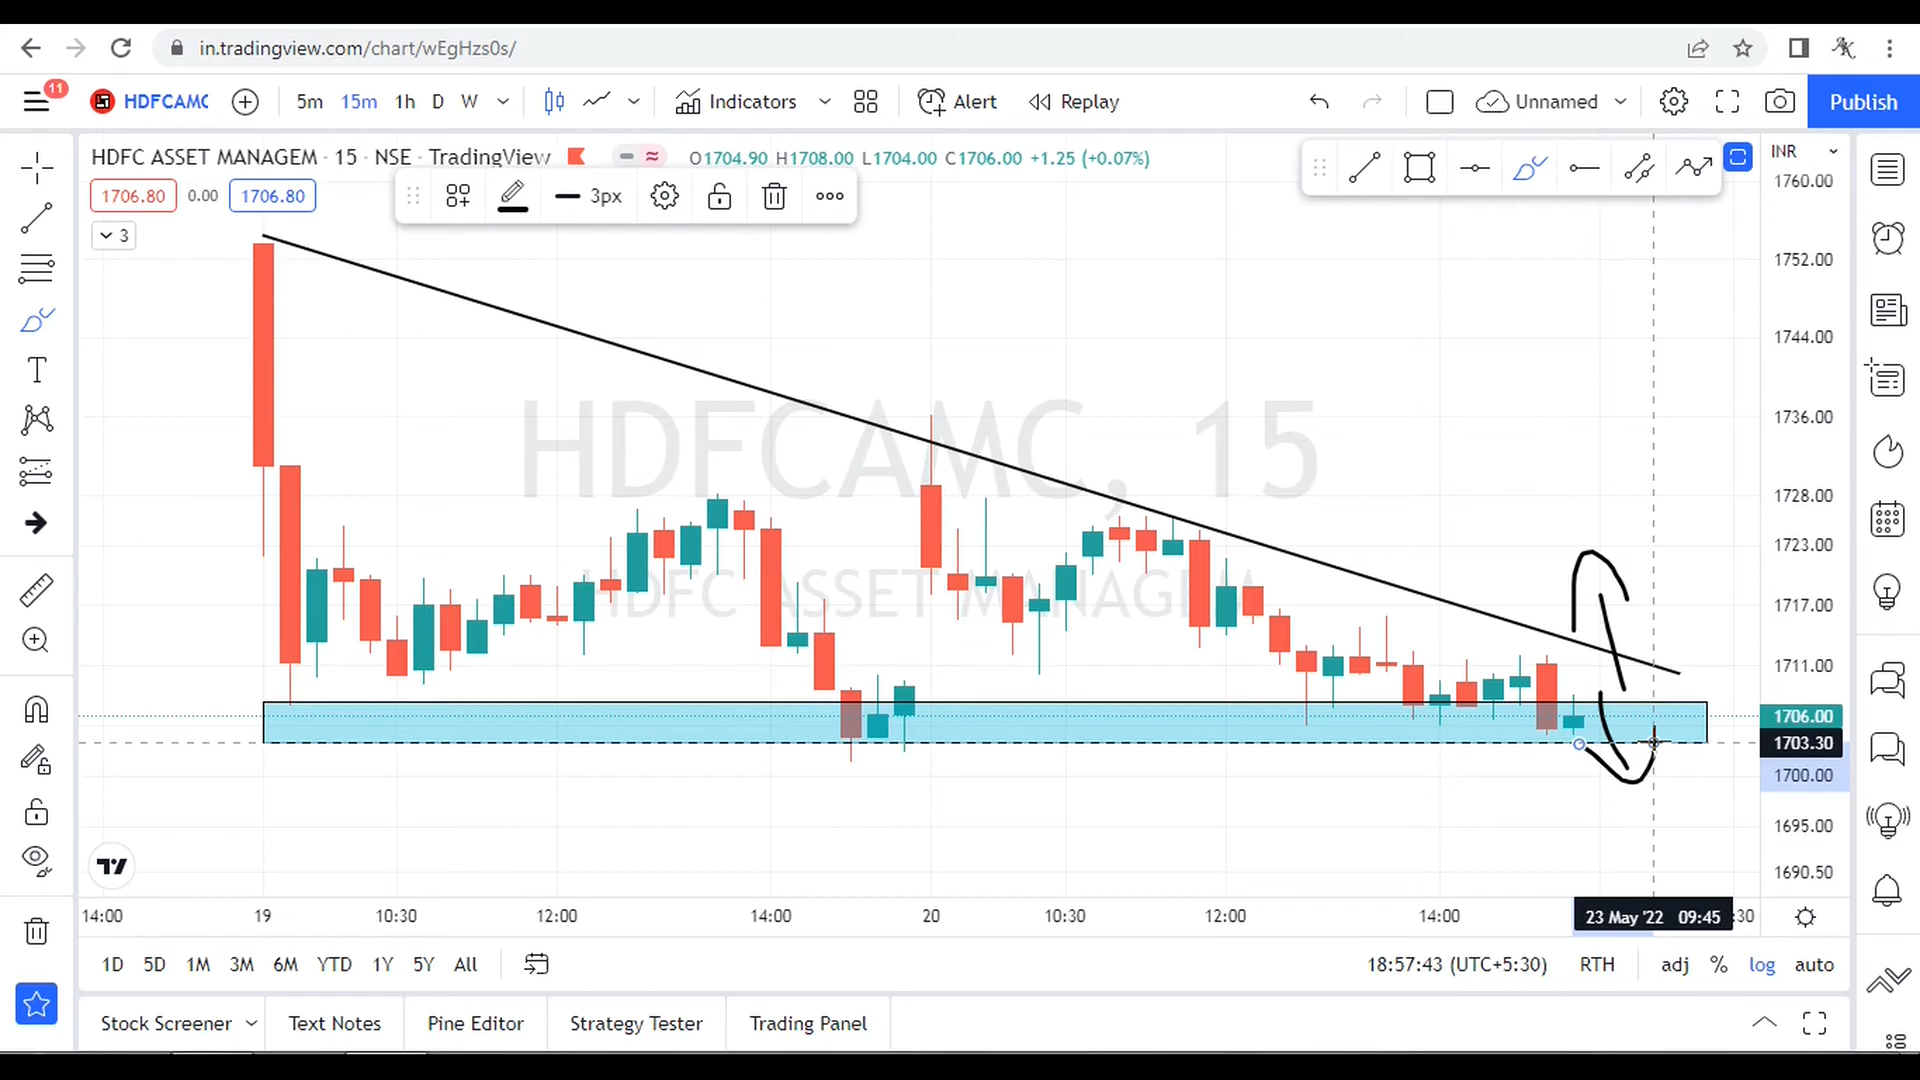 in.tradingview.com/chart/wEgHzs0s/
11
HDFCAMC
5m 15m 1h D W
Indicators
Alert
Replay
Unnamed
Publish
HDFC ASSET MANAGEM · 15 · NSE · TradingView
O1704.90 H1708.00 L1704.00 C1706.00 +1.25 (+0.07%)
INR
1706.80 0.00 1706.80
3px
3
1760.00
1752.00
1744.00
1736.00
1728.00
1723.00
1717.00
1711.00
1706.00
1703.30
1700.00
1695.00
1690.50
HDFCAMC, 15
HDFC ASSET MANAGEM
14:00 19 10:30 12:00 14:00 20 10:30 12:00 14:00 23 May '22 09:45 :30
1D 5D 1M 3M 6M YTD 1Y 5Y All
18:57:43 (UTC+5:30) RTH adj % log auto
Stock Screener Text Notes Pine Editor Strategy Tester Trading Panel